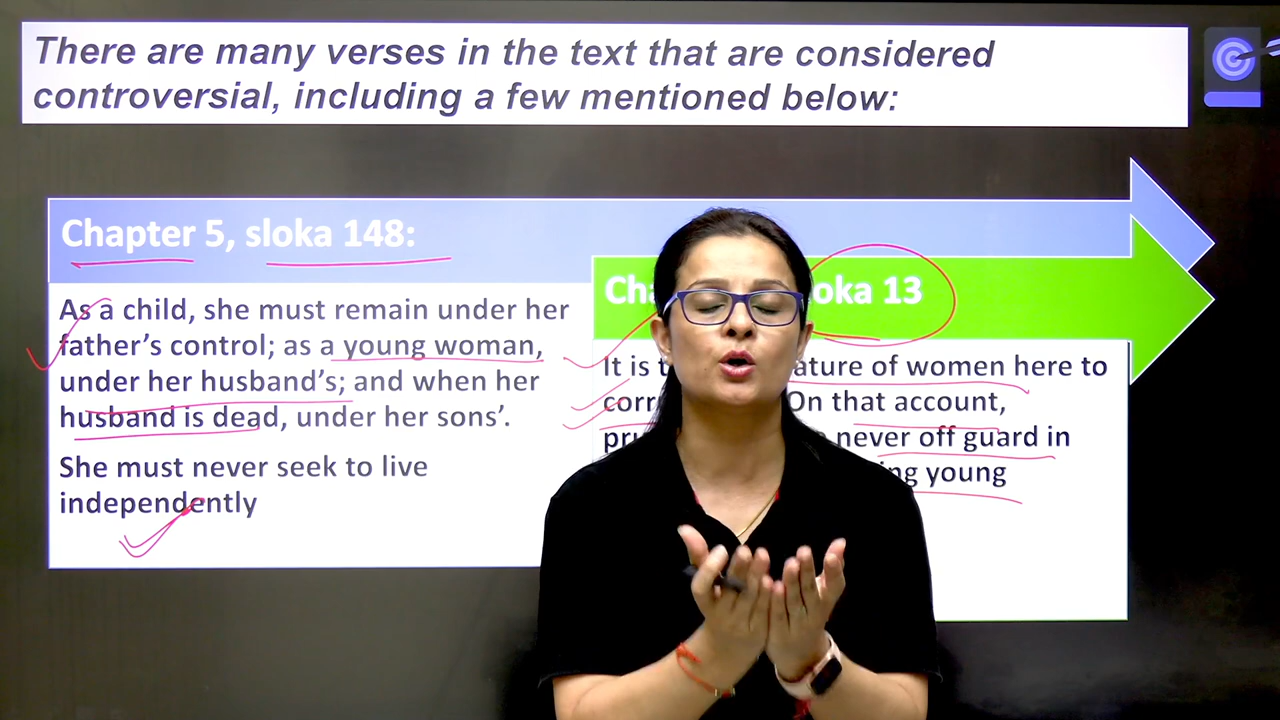 There are many verses in the text that are considered
controversial, including a few mentioned below:
Chapter 5, sloka 148:
As a child, she must remain under her
father's control; as a young woman,
under her husband's; and when her
husband is dead, under her sons'.
She must never seek to live
independently
13
It is of women here to
On that account,
never off guard in
young